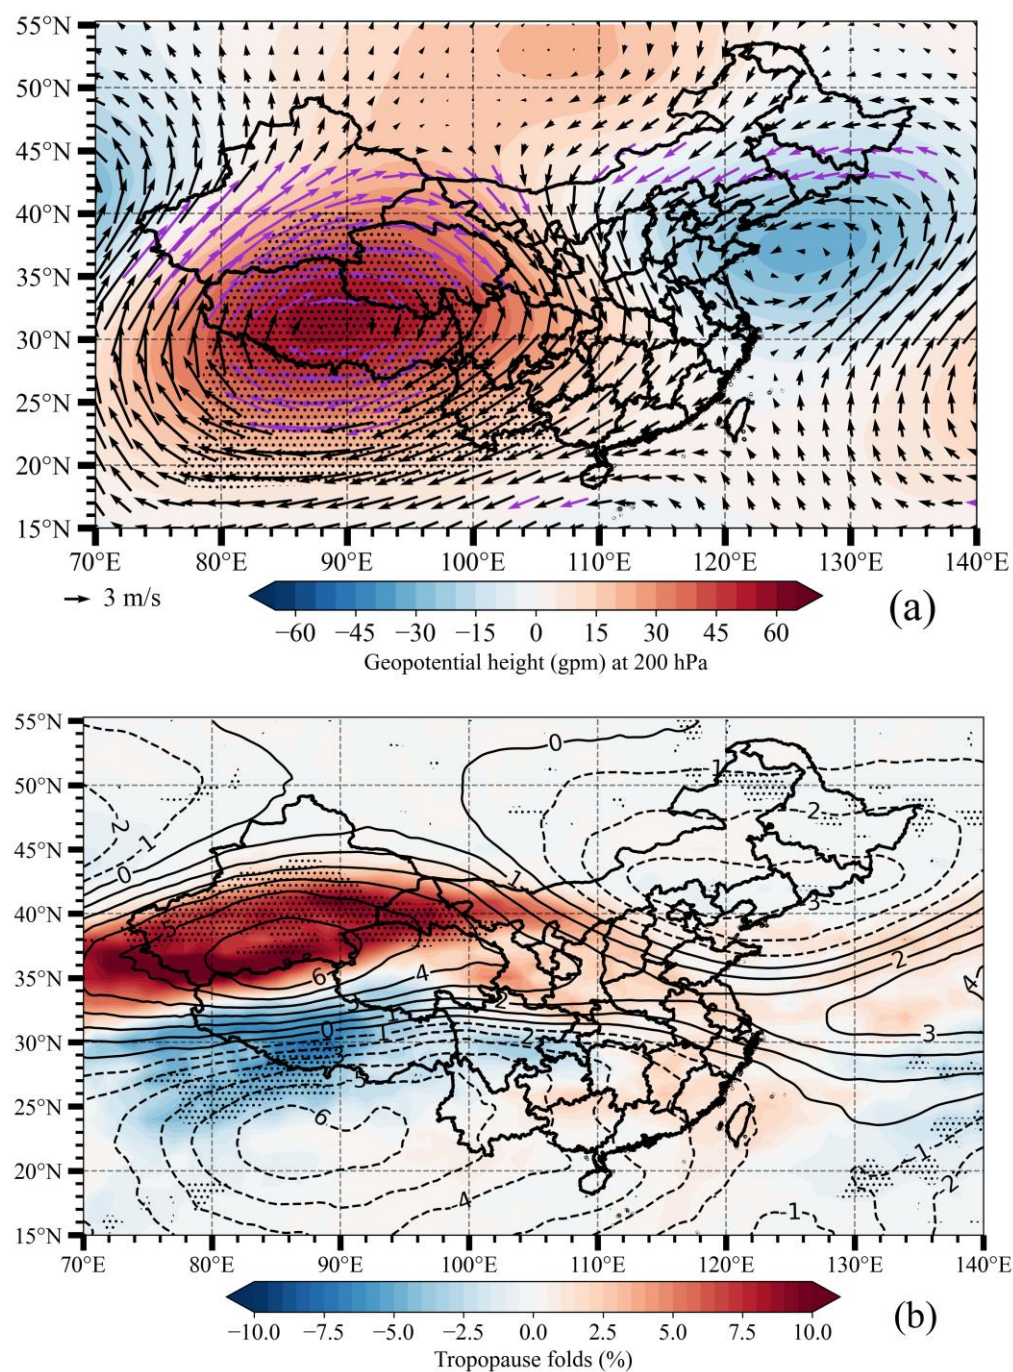 55°N
50°N
45°N
40°N
35°N
30°N
25°N
20°N
15°N
70°E 80°E 90°E 100°E 110°E 120°E 130°E 140°E
3 m/s
(a)
−60 −45 −30 −15 0 15 30 45 60
Geopotential height (gpm) at 200 hPa
55°N
50°N
45°N
40°N
35°N
30°N
25°N
20°N
15°N
0
1
2
2
1
3
0
1
5
2
6
4
4
5
2
3
0
1
2
5
6
1
2
4
1
70°E 80°E 90°E 100°E 110°E 120°E 130°E 140°E
−10.0 −7.5 −5.0 −2.5 0.0 2.5 5.0 7.5 10.0
(b)
Tropopause folds (%)